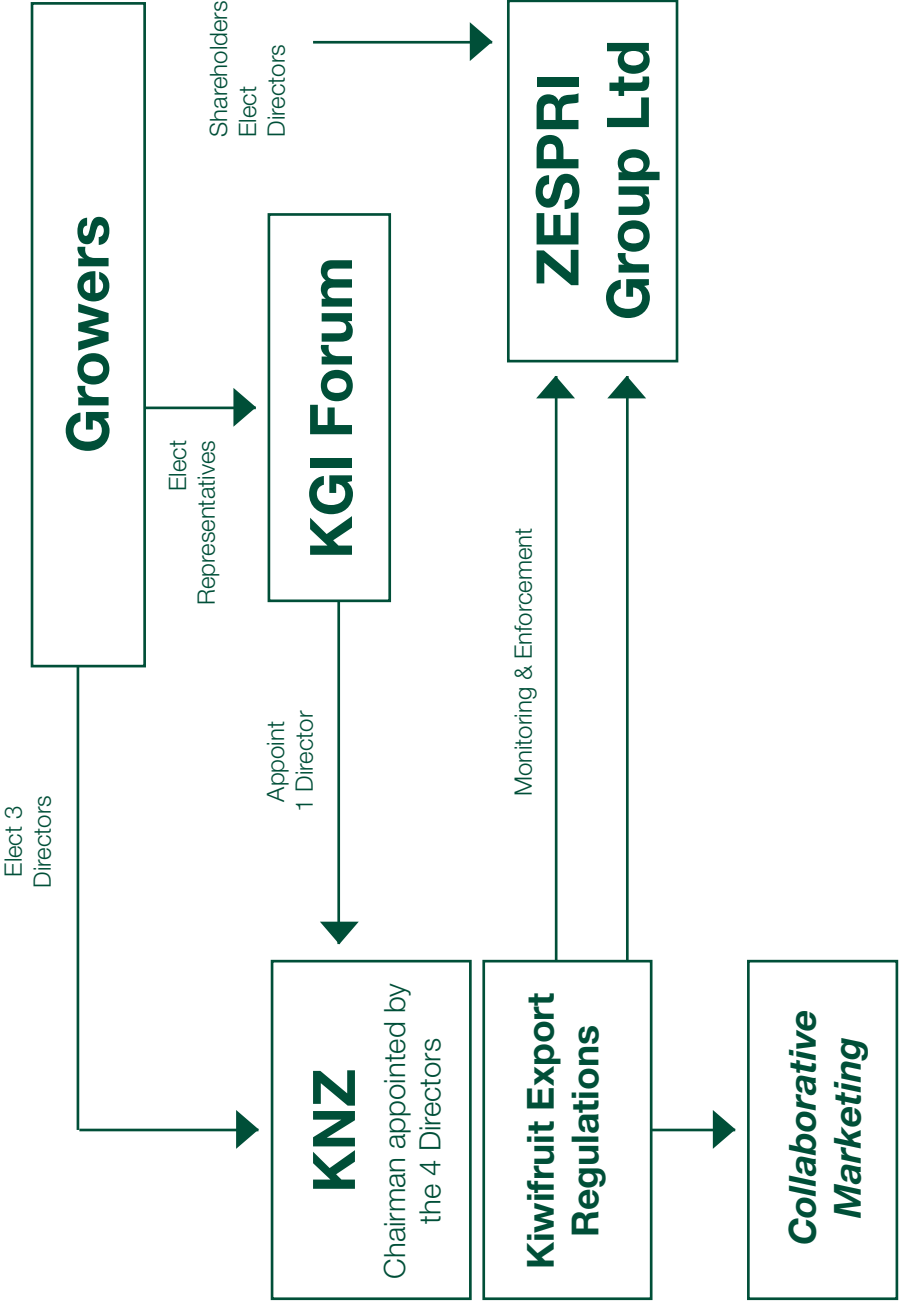 Growers
Elect 3
Directors
Elect
Representatives
Shareholders
Elect
Directors
KGI Forum
Appoint
1 Director
KNZ
Chairman appointed by
the 4 Directors
Kiwifruit Export
Regulations
Monitoring & Enforcement
ZESPRI
Group Ltd
Collaborative
Marketing